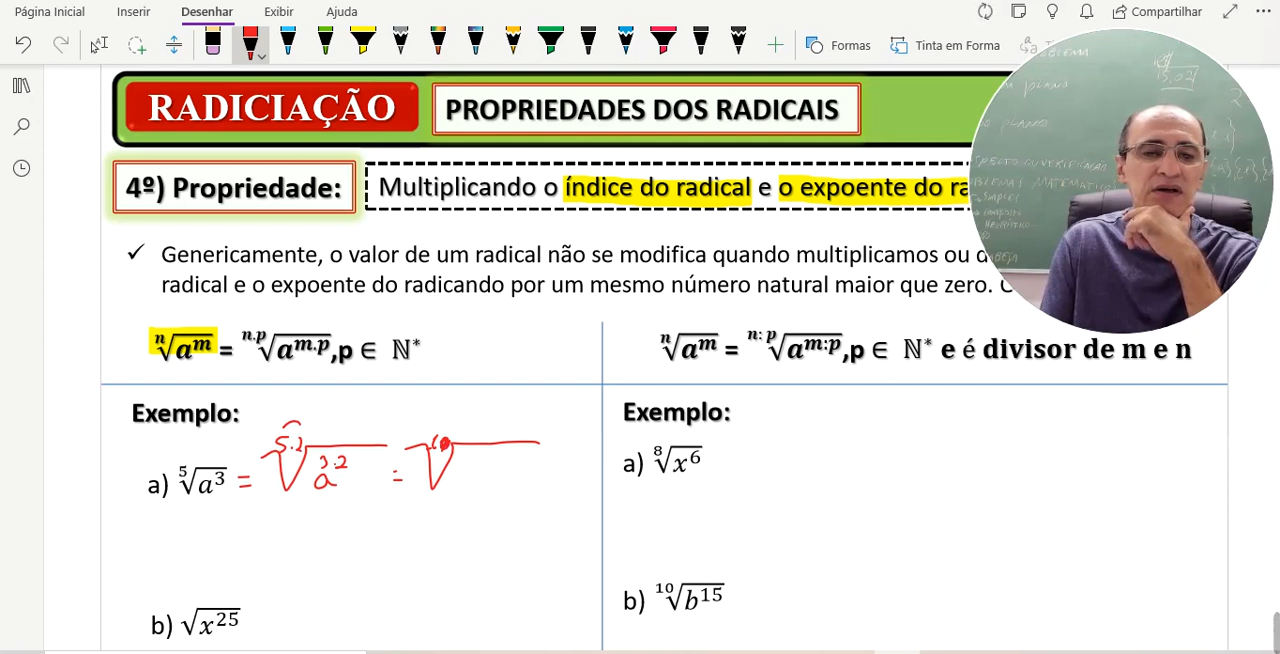 Página Inicial Inserir Desenhar Exibir Ajuda Compartilhar
Formas Tinta em Forma
RADICIAÇÃO PROPRIEDADES DOS RADICAIS
4º) Propriedade: Multiplicando o índice do radical e o expoente do ra
✓ Genericamente, o valor de um radical não se modifica quando multiplicamos ou d
radical e o expoente do radicando por um mesmo número natural maior que zero.
ⁿ√aᵐ = ⁿ·ᵖ√aᵐ·ᵖ,p ∈ ℕ*
ⁿ√aᵐ = ⁿ:ᵖ√aᵐ:ᵖ,p ∈ ℕ* e é divisor de m e n
Exemplo:
a) ⁵√a³ = ⁵·²√a³·² = ¹⁰√
b) √x²⁵
Exemplo:
a) ⁸√x⁶
b) ¹⁰√b¹⁵